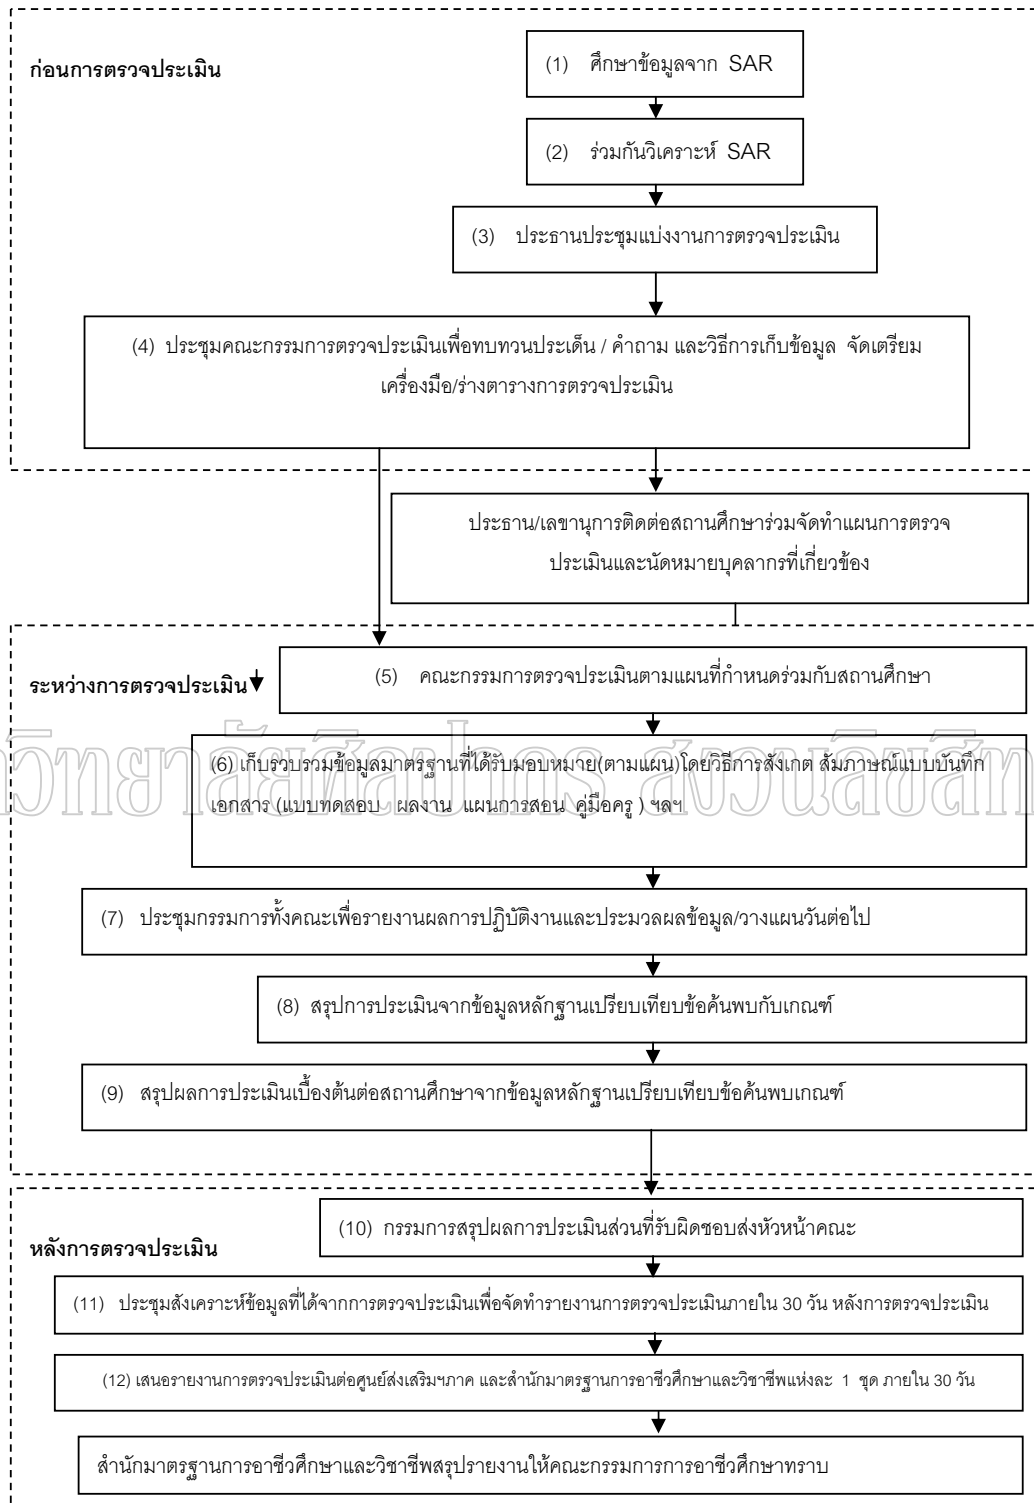 ก่อนการตรวจประเมิน
(1) ศึกษาข้อมูลจาก SAR
(2) ร่วมกันวิเคราะห์ SAR
(3) ประธานประชุมแบ่งงานการตรวจประเมิน
(4) ประชุมคณะกรรมการตรวจประเมินเพื่อทบทวนประเด็น / คำถาม และวิธีการเก็บข้อมูล จัดเตรียม
เครื่องมือ/ร่างตารางการตรวจประเมิน
ประธาน/เลขานุการติดต่อสถานศึกษาร่วมจัดทำแผนการตรวจ
ประเมินและนัดหมายบุคลากรที่เกี่ยวข้อง
ระหว่างการตรวจประเมิน
(5) คณะกรรมการตรวจประเมินตามแผนที่กำหนดร่วมกับสถานศึกษา
วิทยาลัยศิลปากร สงวนลิขสิท
(6) เก็บรวบรวมข้อมูลมาตรฐานที่ได้รับมอบหมาย(ตามแผน)โดยวิธีการสังเกต สัมภาษณ์แบบบันทึก
เอกสาร (แบบทดสอบ ผลงาน แผนการสอน คู่มือครู ) ฯลฯ
(7) ประชุมกรรมการทั้งคณะเพื่อรายงานผลการปฏิบัติงานและประมวลผลข้อมูล/วางแผนวันต่อไป
(8) สรุปการประเมินจากข้อมูลหลักฐานเปรียบเทียบข้อค้นพบกับเกณฑ์
(9) สรุปผลการประเมินเบื้องต้นต่อสถานศึกษาจากข้อมูลหลักฐานเปรียบเทียบข้อค้นพบเกณฑ์
หลังการตรวจประเมิน
(10) กรรมการสรุปผลการประเมินส่วนที่รับผิดชอบส่งหัวหน้าคณะ
(11) ประชุมสังเคราะห์ข้อมูลที่ได้จากการตรวจประเมินเพื่อจัดทำรายงานการตรวจประเมินภายใน 30 วัน หลังการตรวจประเมิน
(12) เสนอรายงานการตรวจประเมินต่อศูนย์ส่งเสริมฯภาค และสำนักมาตรฐานการอาชีวศึกษาและวิชาชีพแห่งละ 1 ชุด ภายใน 30 วัน
สำนักมาตรฐานการอาชีวศึกษาและวิชาชีพสรุปรายงานให้คณะกรรมการการอาชีวศึกษาทราบ